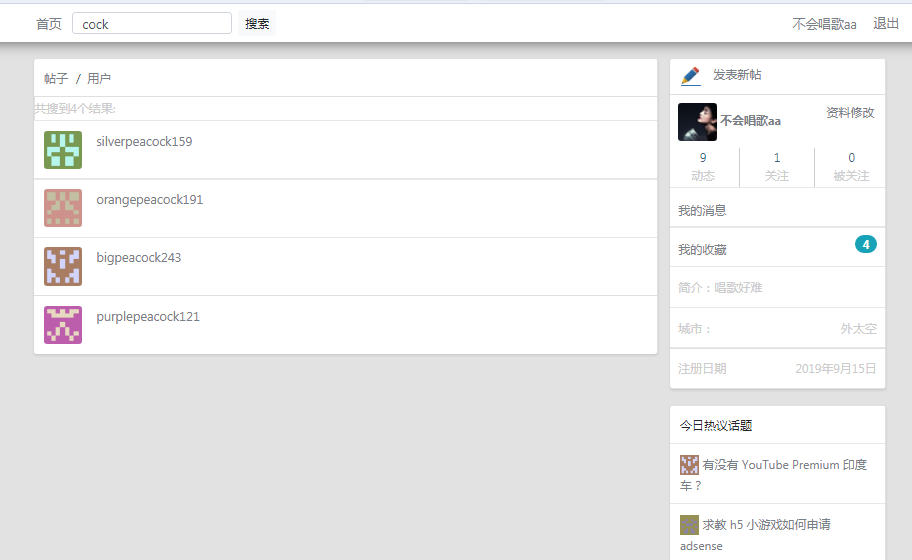 首页 cock 搜索 不会唱歌aa 退出
帖子 / 用户
共搜到4个结果:
silverpeacock159
orangepeacock191
bigpeacock243
purplepeacock121
发表新帖
不会唱歌aa 资料修改
9 1 0
动态 关注 被关注
我的消息
我的收藏 4
简介：唱歌好难
城市： 外太空
注册日期 2019年9月15日
今日热议话题
有没有 YouTube Premium 印度
车？
求教 h5 小游戏如何申请
adsense